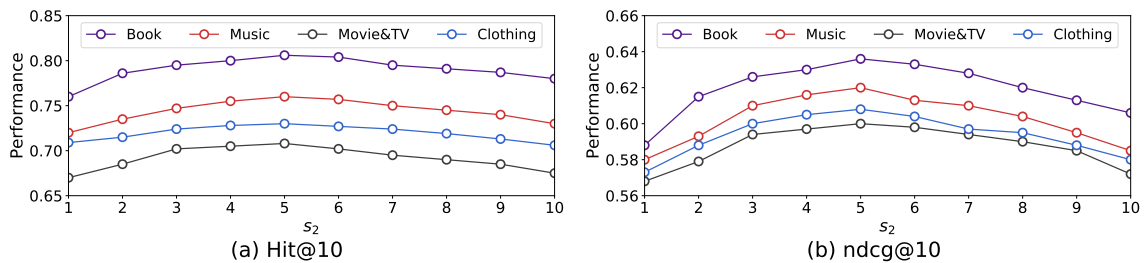 0.85
Book Music Movie&TV Clothing
0.80
0.75
0.70
0.65
Performance
1 2 3 4 5 6 7 8 9 10
s2
(a) Hit@10
0.66
Book Music Movie&TV Clothing
0.64
0.62
0.60
0.58
0.56
Performance
1 2 3 4 5 6 7 8 9 10
s2
(b) ndcg@10